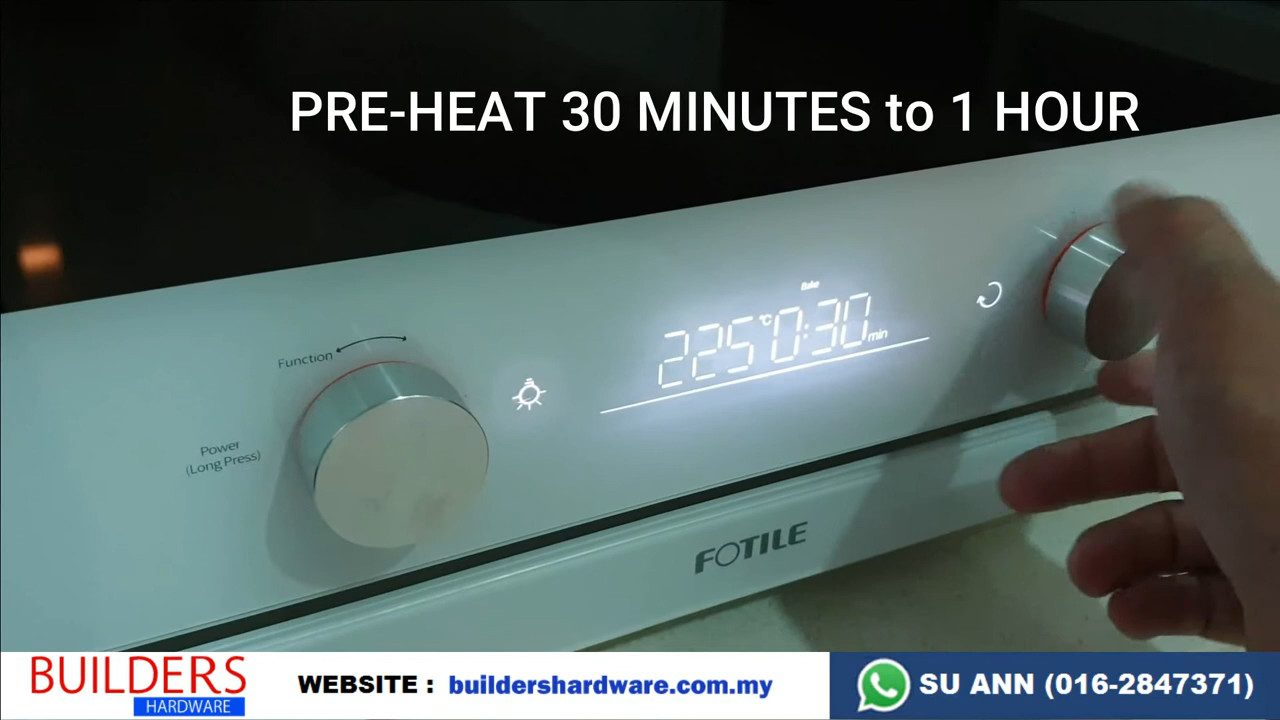 PRE-HEAT 30 MINUTES to 1 HOUR
Bake
225°C 0:30 min
Function
Power
(Long Press)
FOTILE
BUILDERS
HARDWARE
WEBSITE : buildershardware.com.my
SU ANN (016-2847371)